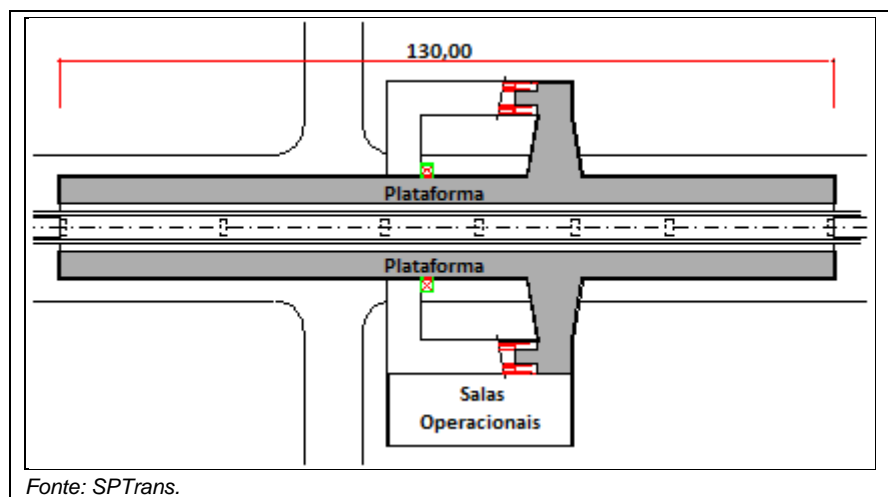 130,00
Plataforma
Plataforma
Salas
Operacionais
Fonte: SPTrans.